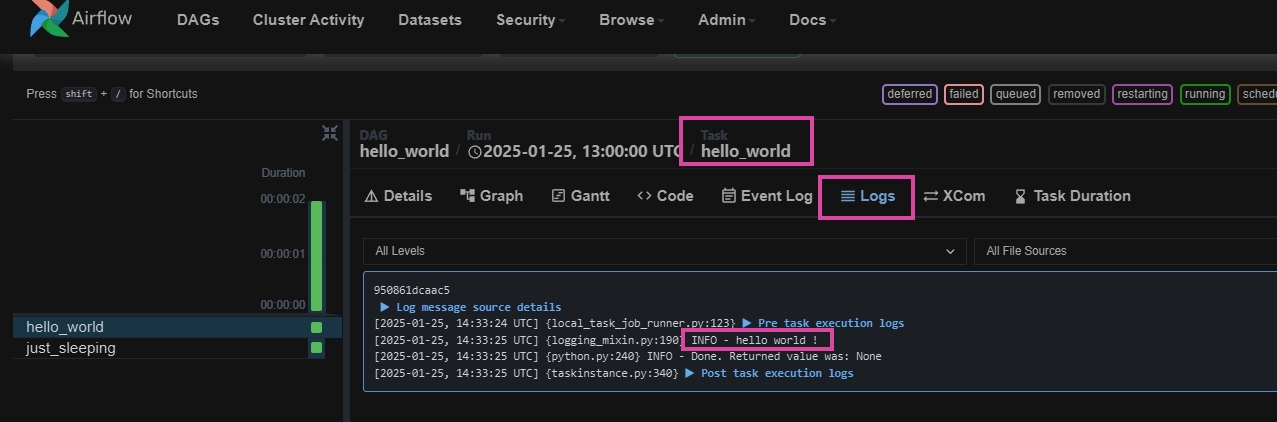 Airflow DAGs Cluster Activity Datasets Security Browse Admin Docs
Press shift + / for Shortcuts
deferred failed queued removed restarting running schedu
DAG Run Task
hello_world / 2025-01-25, 13:00:00 UTC / hello_world
Duration
00:00:02
00:00:01
00:00:00
hello_world
just_sleeping
Details Graph Gantt <> Code Event Log Logs XCom Task Duration
All Levels All File Sources
950861dcaac5
▶ Log message source details
[2025-01-25, 14:33:24 UTC] {local_task_job_runner.py:123} ▶ Pre task execution logs
[2025-01-25, 14:33:25 UTC] {logging_mixin.py:190} INFO - hello world !
[2025-01-25, 14:33:25 UTC] {python.py:240} INFO - Done. Returned value was: None
[2025-01-25, 14:33:25 UTC] {taskinstance.py:340} ▶ Post task execution logs